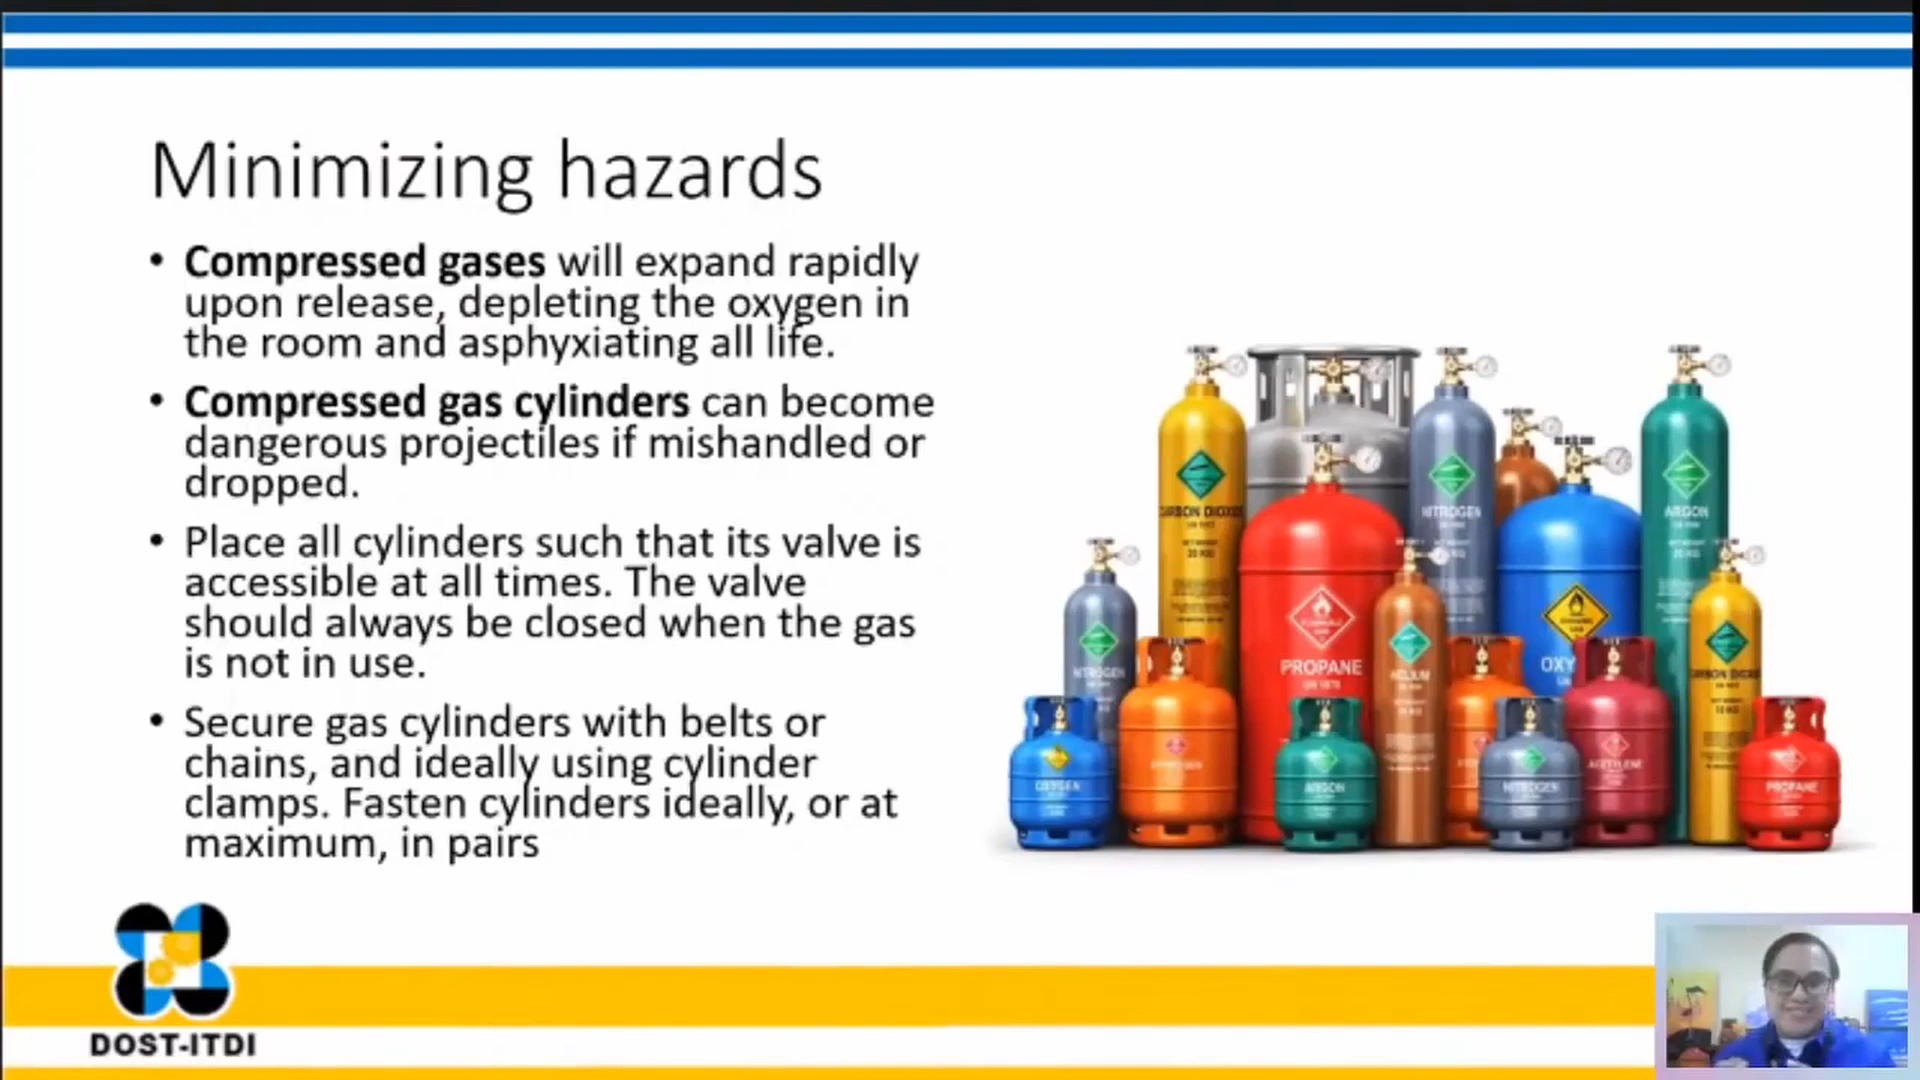 Minimizing hazards
• Compressed gases will expand rapidly
upon release, depleting the oxygen in
the room and asphyxiating all life.
• Compressed gas cylinders can become
dangerous projectiles if mishandled or
dropped.
• Place all cylinders such that its valve is
accessible at all times. The valve
should always be closed when the gas
is not in use.
• Secure gas cylinders with belts or
chains, and ideally using cylinder
clamps. Fasten cylinders ideally, or at
maximum, in pairs
CARBON DIOXIDE
NITROGEN
ARGON
PROPANE
OXY
NITROGEN
HELIUM
CARBON DIOXIDE
OXYGEN
ARGON
NITROGEN
ACETYLENE
PROPANE
DOST-ITDI